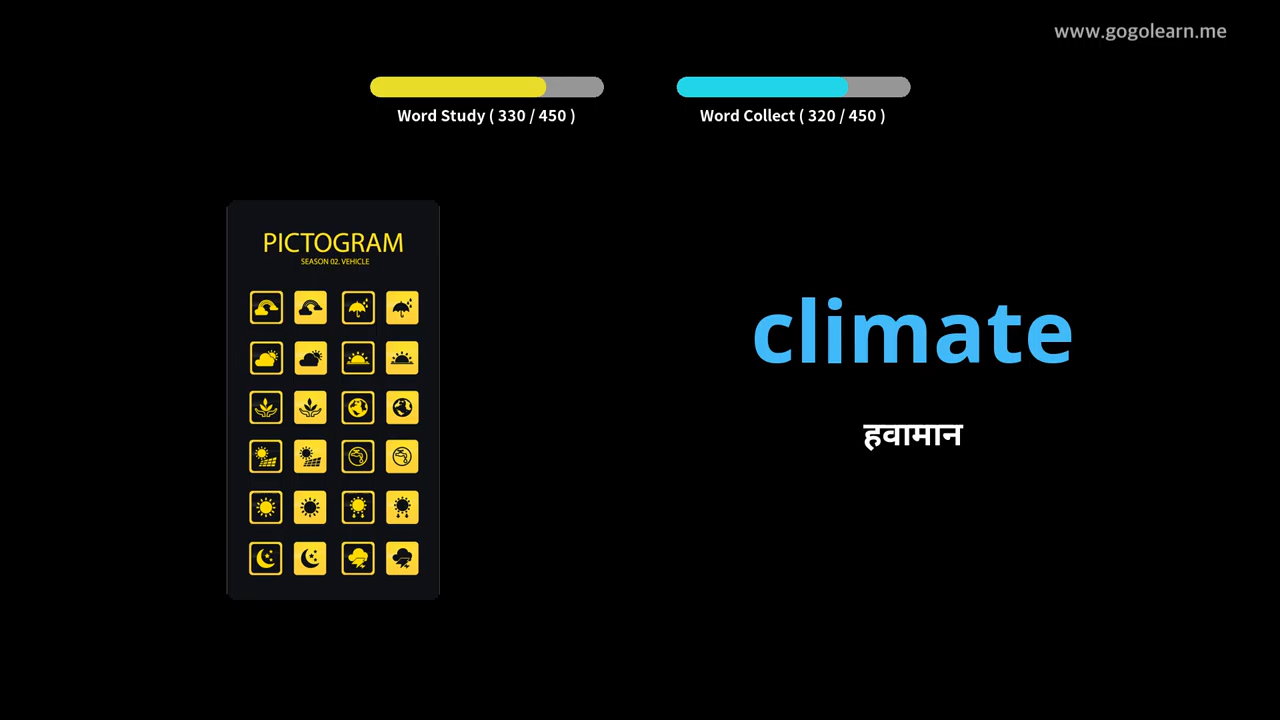 www.gogolearn.me
Word Study ( 330 / 450 )
Word Collect ( 320 / 450 )
PICTOGRAM
SEASON 02. VEHICLE
climate
हवामान